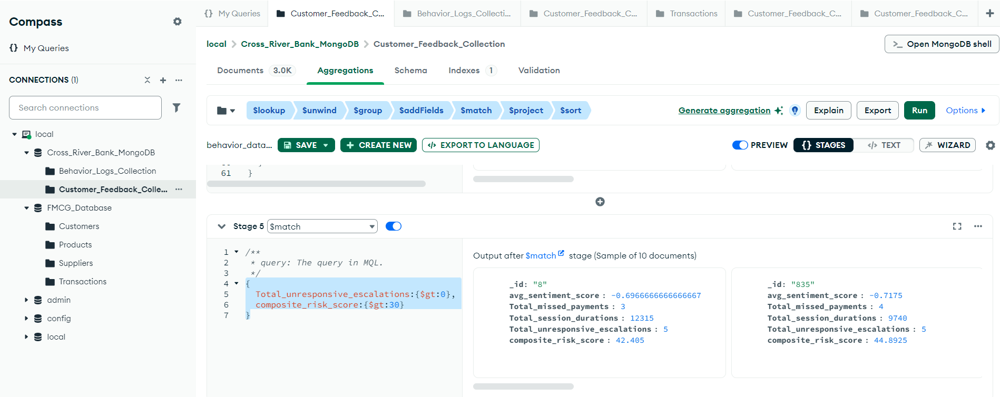 Compass
My Queries
CONNECTIONS (1)
Search connections
local
Cross_River_Bank_MongoDB
Behavior_Logs_Collection
Customer_Feedback_Colle...
FMCG_Database
Customers
Products
Suppliers
Transactions
admin
config
local
{} My Queries
Customer_Feedback_C...
Behavior_Logs_Collecti...
Customer_Feedback_C...
Transactions
Customer_Feedback_C...
Customer_Feedback_C...
local > Cross_River_Bank_MongoDB > Customer_Feedback_Collection
>_ Open MongoDB shell
Documents 3.0K Aggregations Schema Indexes 1 Validation
$lookup $unwind $group $addFields $match $project $sort
Generate aggregation Explain Export Run Options
behavior_data... SAVE + CREATE NEW </> EXPORT TO LANGUAGE
PREVIEW {} STAGES </> TEXT WIZARD
61 }
Stage 5 $match
1 /**
2 * query: The query in MQL.
3 */
4 {
5 Total_unresponsive_escalations:{$gt:0},
6 composite_risk_score:{$gt:30}
7 }
Output after $match stage (Sample of 10 documents)
_id: "8"
avg_sentiment_score : -0.6966666666666667
Total_missed_payments : 3
Total_session_durations : 12315
Total_unresponsive_escalations : 5
composite_risk_score : 42.405
_id: "835"
avg_sentiment_score : -0.7175
Total_missed_payments : 4
Total_session_durations : 9740
Total_unresponsive_escalations : 5
composite_risk_score : 44.8925